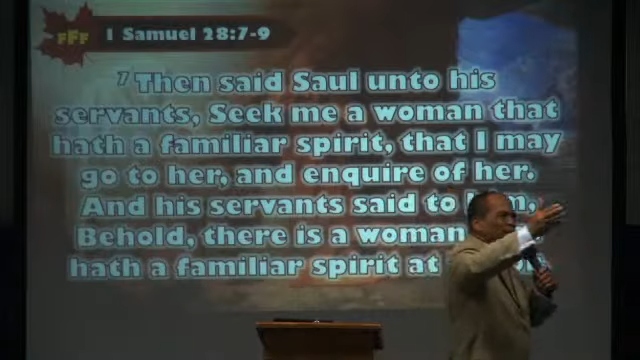 FFF
1 Samuel 28:7-9
7 Then said Saul unto his
servants, Seek me a woman that
hath a familiar spirit, that I may
go to her, and enquire of her.
And his servants said to
Behold, there is a woman
hath a familiar spirit at